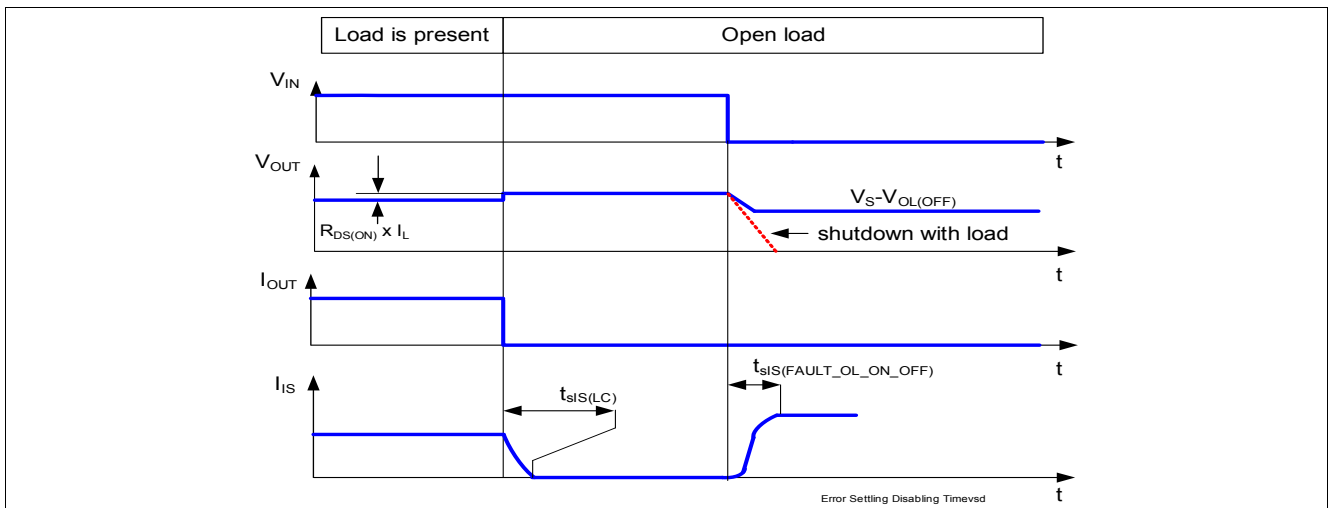 Load is present
Open load
VIN
t
VOUT
RDS(ON) x IL
VS-VOL(OFF)
shutdown with load
t
IOUT
t
IIS
tsIS(LC)
tsIS(FAULT_OL_ON_OFF)
Error Settling Disabling Timevsd
t